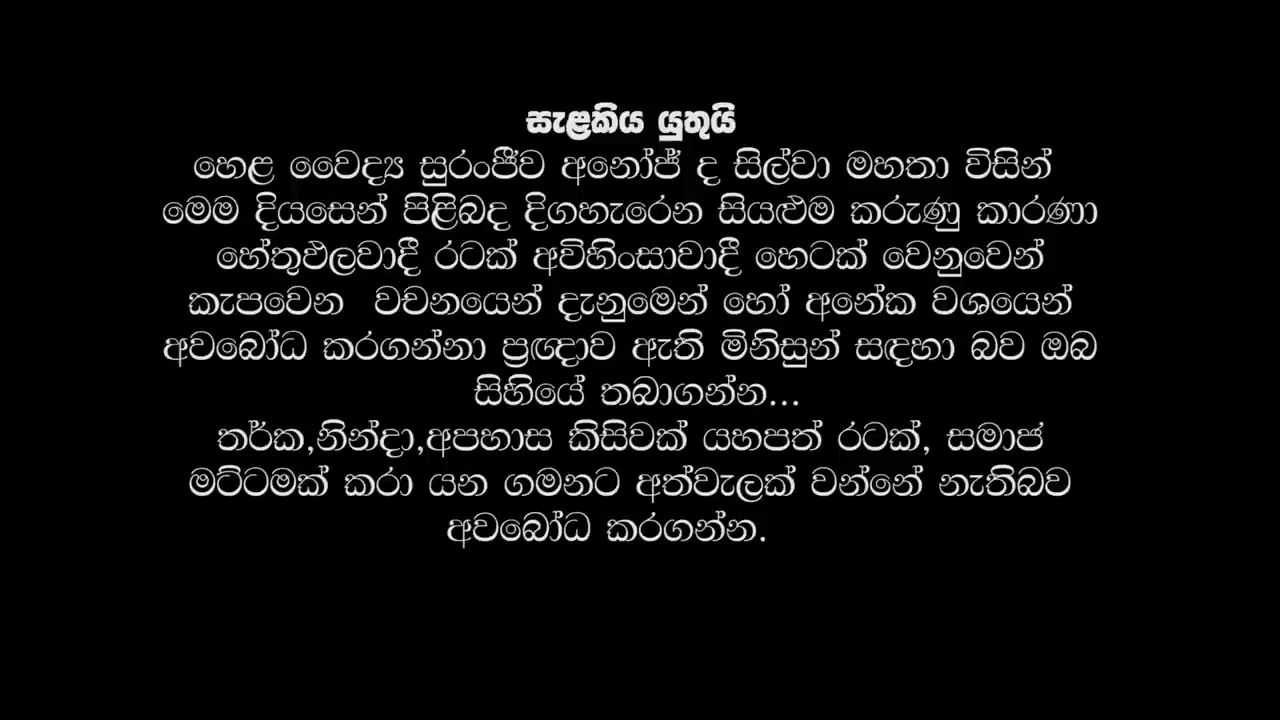 සැළකිය යුතුයි
හෙළ වෛද්‍ය සුරංජීව අනෝජ් ද සිල්වා මහතා විසින්
මෙම දියසෙන් පිළිබද දිගහැරෙන සියළුම කරුණු කාරණා
හේතුඵලවාදී රටක් අවිහිංසාවාදී හෙටක් වෙනුවෙන්
කැපවෙන වචනයෙන් දැනුමෙන් හෝ අනේක වශයෙන්
අවබෝධ කරගන්නා ප්‍රඥාව ඇති මිනිසුන් සඳහා බව ඔබ
සිහියේ තබාගන්න...
තර්ක,නින්දා,අපහාස කිසිවක් යහපත් රටක්, සමාජ
මට්ටමක් කරා යන ගමනට අත්වැලක් වන්නේ නැතිබව
අවබෝධ කරගන්න.